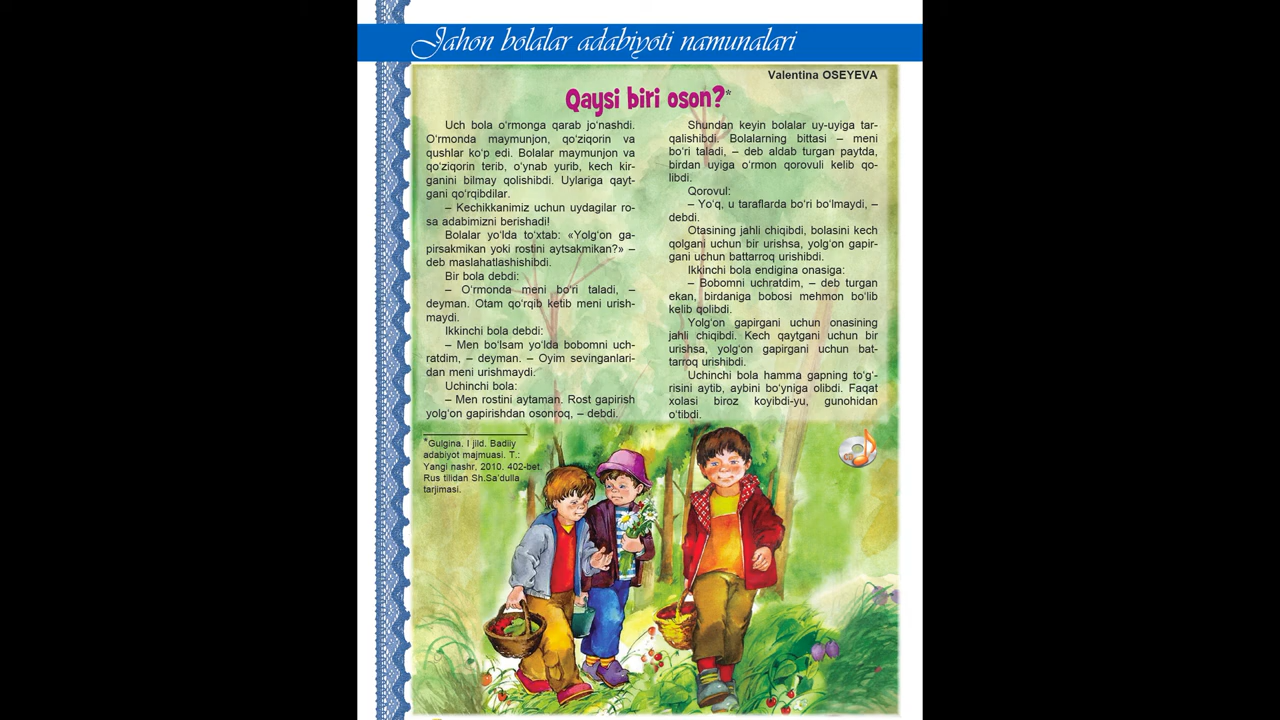 Jahon bolalar adabiyoti namunalari
Valentina OSEYEVA
Qaysi biri oson?*
Uch bola o‘rmonga qarab jo‘nashdi.
O‘rmonda maymunjon, qo‘ziqorin va
qushlar ko‘p edi. Bolalar maymunjon va
qo‘ziqorin terib, o‘ynab yurib, kech kir-
ganini bilmay qolishibdi. Uylariga qayt-
gani qo‘rqibdilar.
– Kechikkanimiz uchun uydagilar ro-
sa adabimizni berishadi!
Bolalar yo‘lda to‘xtab: «Yolg‘on ga-
pirsakmikan yoki rostini aytsakmikan?» –
deb maslahatlashishibdi.
Bir bola debdi:
– O‘rmonda meni bo‘ri taladi, –
deyman. Otam qo‘rqib ketib meni urish-
maydi.
Ikkinchi bola debdi:
– Men bo‘lsam yo‘lda bobomni uch-
ratdim, – deyman. – Oyim sevinganlari-
dan meni urishmaydi.
Uchinchi bola:
– Men rostini aytaman. Rost gapirish
yolg‘on gapirishdan osonroq, – debdi.
Shundan keyin bolalar uy-uyiga tar-
qalishibdi. Bolalarning bittasi – meni
bo‘ri taladi, – deb aldab turgan paytda,
birdan uyiga o‘rmon qorovuli kelib qo-
libdi.
Qorovul:
– Yo‘q, u taraflarda bo‘ri bo‘lmaydi, –
debdi.
Otasining jahli chiqibdi, bolasini kech
qolgani uchun bir urishsa, yolg‘on gapir-
gani uchun battarroq urishibdi.
Ikkinchi bola endigina onasiga:
– Bobomni uchratdim, – deb turgan
ekan, birdaniga bobosi mehmon bo‘lib
kelib qolibdi.
Yolg‘on gapirgani uchun onasining
jahli chiqibdi. Kech qaytgani uchun bir
urishsa, yolg‘on gapirgani uchun bat-
tarroq urishibdi.
Uchinchi bola hamma gapning to‘g‘-
risini aytib, aybini bo‘yniga olibdi. Faqat
xolasi biroz koyibdi-yu, gunohidan
o‘tibdi.
*Gulgina. I jild. Badiiy
adabiyot majmuasi. T.:
Yangi nashr, 2010. 402-bet.
Rus tilidan Sh.Sa’dulla
tarjimasi.